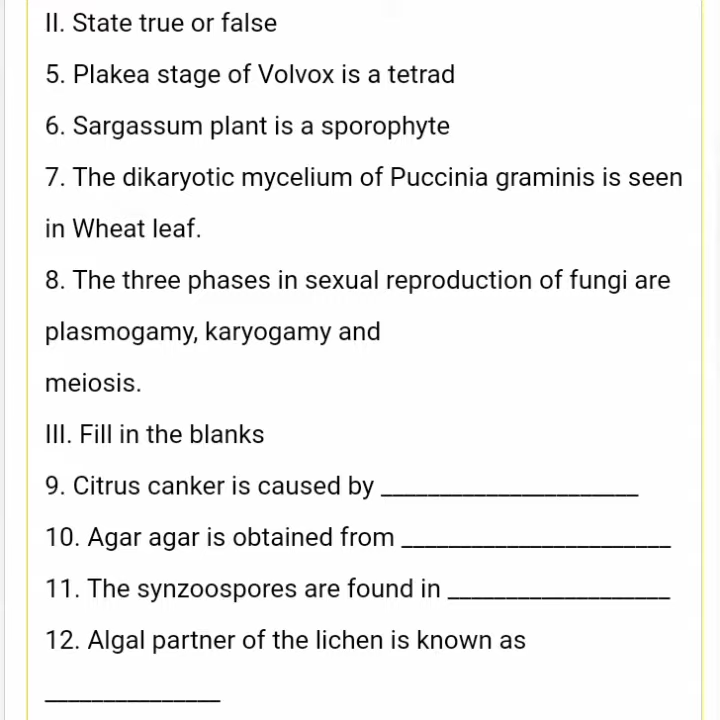 II. State true or false
5. Plakea stage of Volvox is a tetrad
6. Sargassum plant is a sporophyte
7. The dikaryotic mycelium of Puccinia graminis is seen
in Wheat leaf.
8. The three phases in sexual reproduction of fungi are
plasmogamy, karyogamy and
meiosis.
III. Fill in the blanks
9. Citrus canker is caused by ___________________
10. Agar agar is obtained from ____________________
11. The synzoospores are found in _________________
12. Algal partner of the lichen is known as
_____________